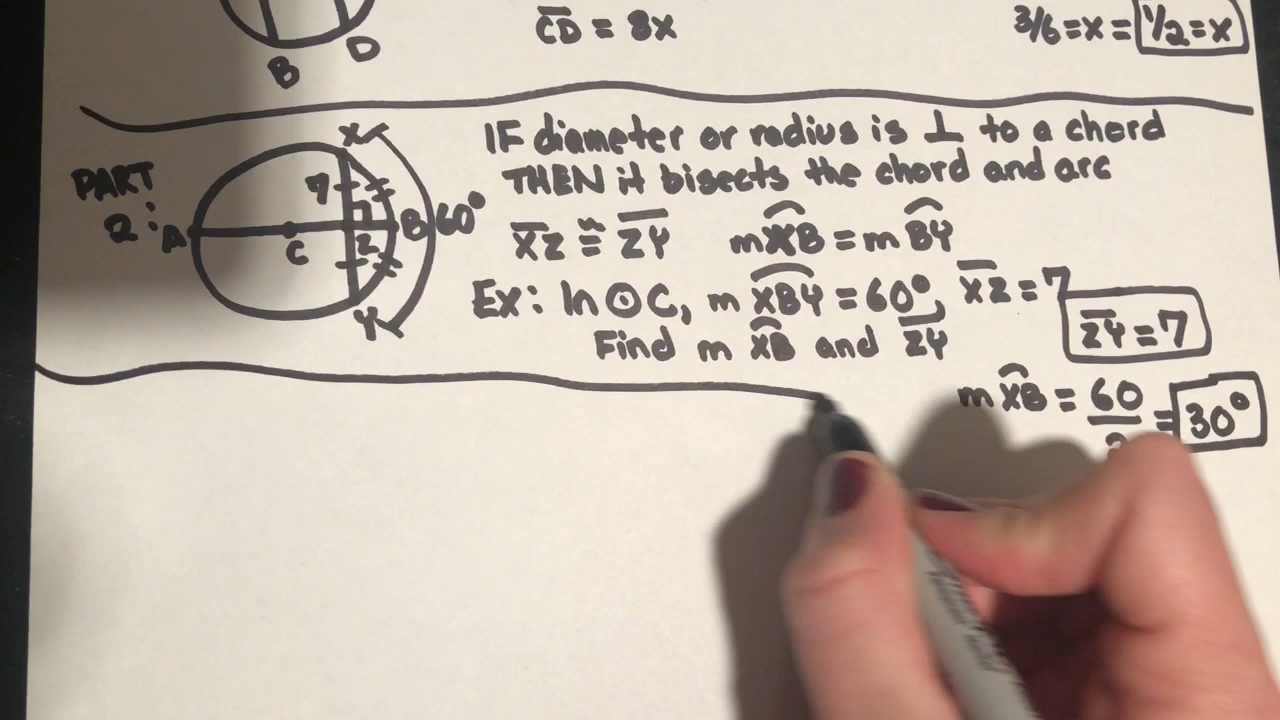 B D
CD = 8x
3/6=x= 1/2=x
PART 2:
A C B X Y Z 7 60°
IF diameter or radius is ⊥ to a chord
THEN it bisects the chord and arc
XZ ≅ ZY mXB = mBY
Ex: In ⊙C, m XBY = 60°, XZ = 7
Find m XB and ZY
ZY = 7
m XB = 60/2 = 30°